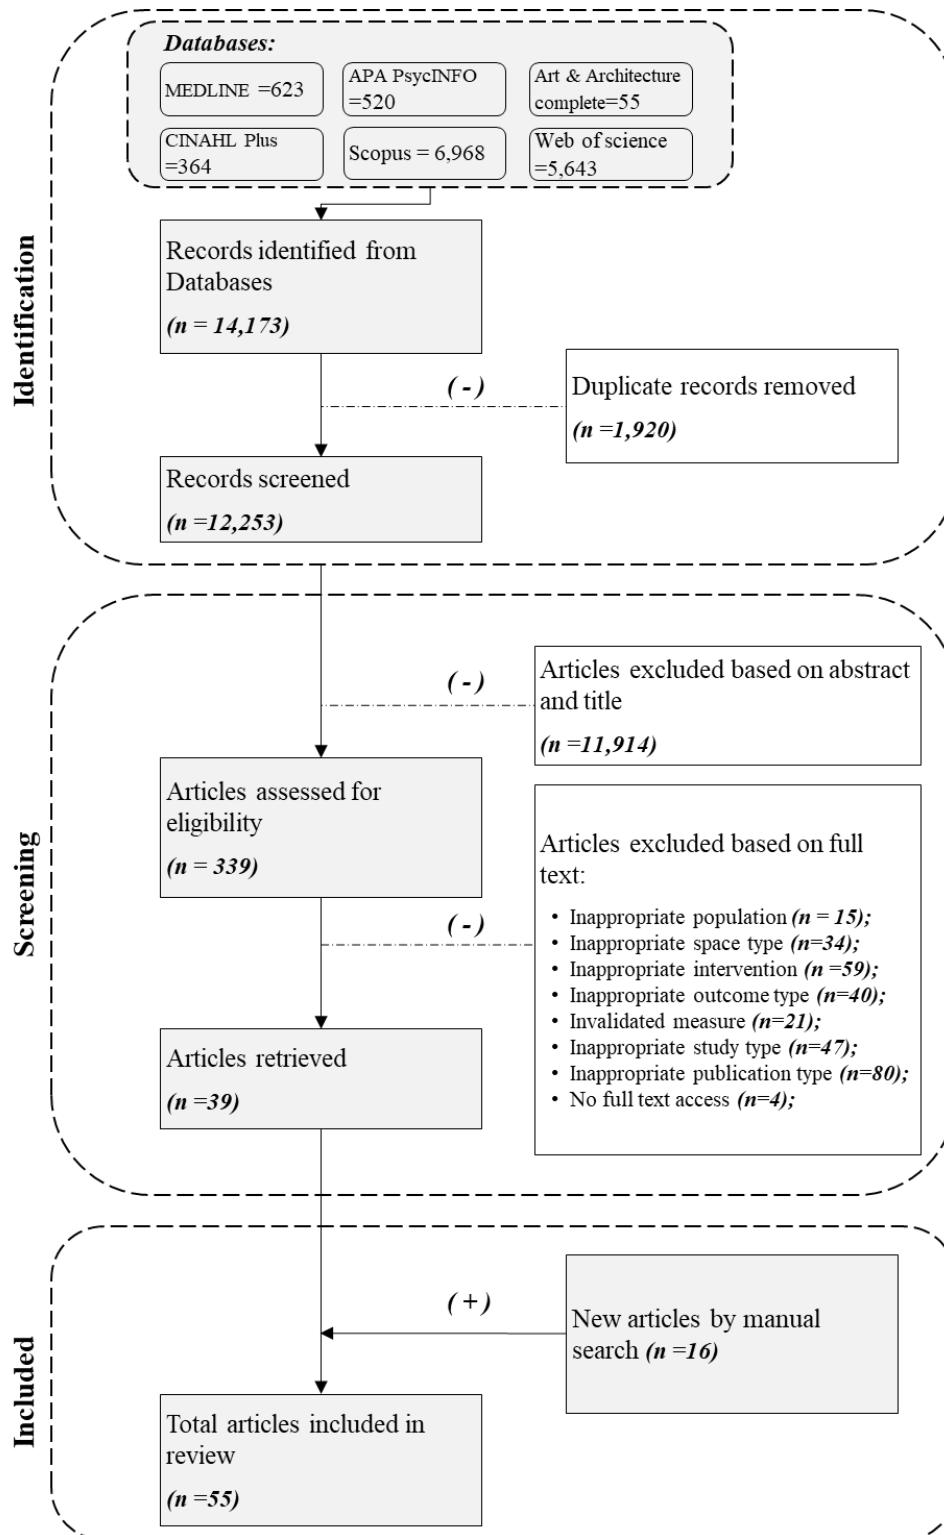 Databases:
MEDLINE =623
APA PsycINFO
=520
Art & Architecture
complete=55
CINAHL Plus
=364
Scopus = 6,968
Web of science
=5,643
Identification
Records identified from
Databases
(n = 14,173)
( - )
Duplicate records removed
(n =1,920)
Records screened
(n =12,253)
Screening
( - )
Articles excluded based on abstract
and title
(n =11,914)
Articles assessed for
eligibility
(n = 339)
( - )
Articles excluded based on full
text:
• Inappropriate population (n = 15);
• Inappropriate space type (n=34);
• Inappropriate intervention (n =59);
• Inappropriate outcome type (n=40);
• Invalidated measure (n=21);
• Inappropriate study type (n=47);
• Inappropriate publication type (n=80);
• No full text access (n=4);
Articles retrieved
(n =39)
Included
( + )
New articles by manual
search (n =16)
Total articles included in
review
(n =55)